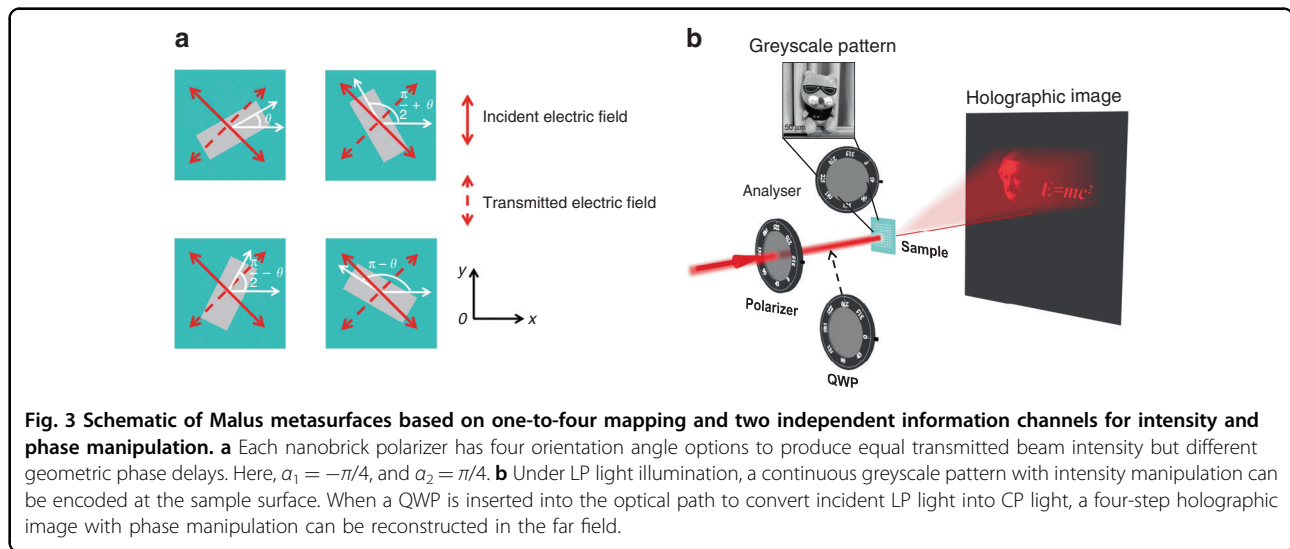 a
θ
π/2 + θ
π/2 − θ
π−θ
Incident electric field
Transmitted electric field
y
0
x
b
Greyscale pattern
50 μm
Analyser
Polarizer
QWP
Sample
Holographic image
E=mc²
Fig. 3 Schematic of Malus metasurfaces based on one-to-four mapping and two independent information channels for intensity and
phase manipulation. a Each nanobrick polarizer has four orientation angle options to produce equal transmitted beam intensity but different
geometric phase delays. Here, α₁ = −π/4, and α₂ = π/4. b Under LP light illumination, a continuous greyscale pattern with intensity manipulation can
be encoded at the sample surface. When a QWP is inserted into the optical path to convert incident LP light into CP light, a four-step holographic
image with phase manipulation can be reconstructed in the far field.